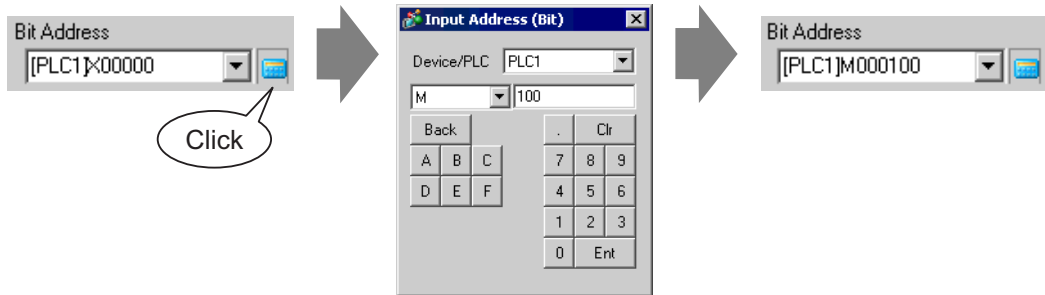 Bit Address
[PLC1]X00000
Click
Input Address (Bit)
Device/PLC PLC1
M 100
Back . Clr
A B C 7 8 9
D E F 4 5 6
1 2 3
0 Ent
Bit Address
[PLC1]M000100